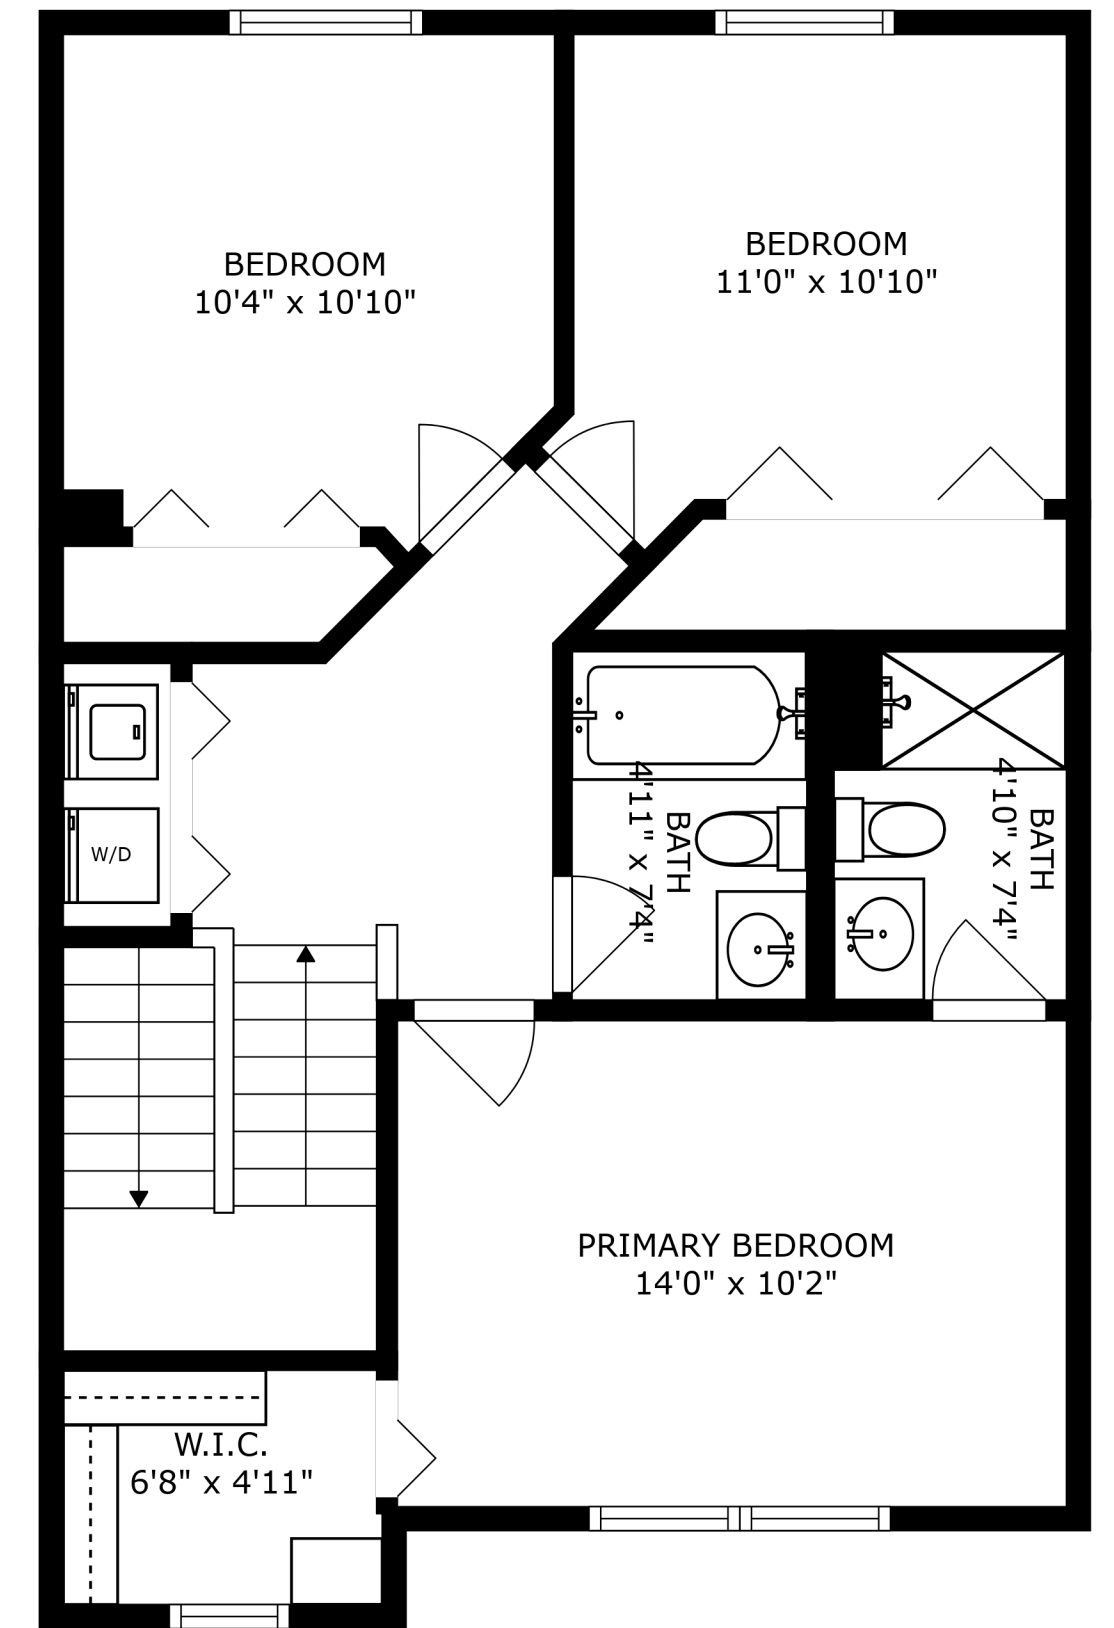 BEDROOM
10'4" x 10'10"
BEDROOM
11'0" x 10'10"
W/D
BATH
4'11" x 7'4"
BATH
4'10" x 7'4"
PRIMARY BEDROOM
14'0" x 10'2"
W.I.C.
6'8" x 4'11"